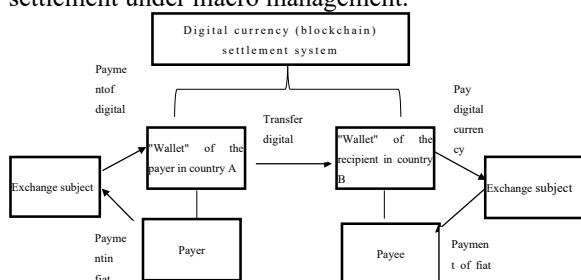 settlement under macro management.
Digital currency (blockchain)
settlement system
Payme
ntof
digital
Transfer
digital
Pay
digital
curren
cy
"Wallet" of the
payer in country A
"Wallet" of the
recipient in country
B
Exchange subject
Exchange subject
Payme
ntin
fiat
Payer
Payee
Paymen
t of fiat